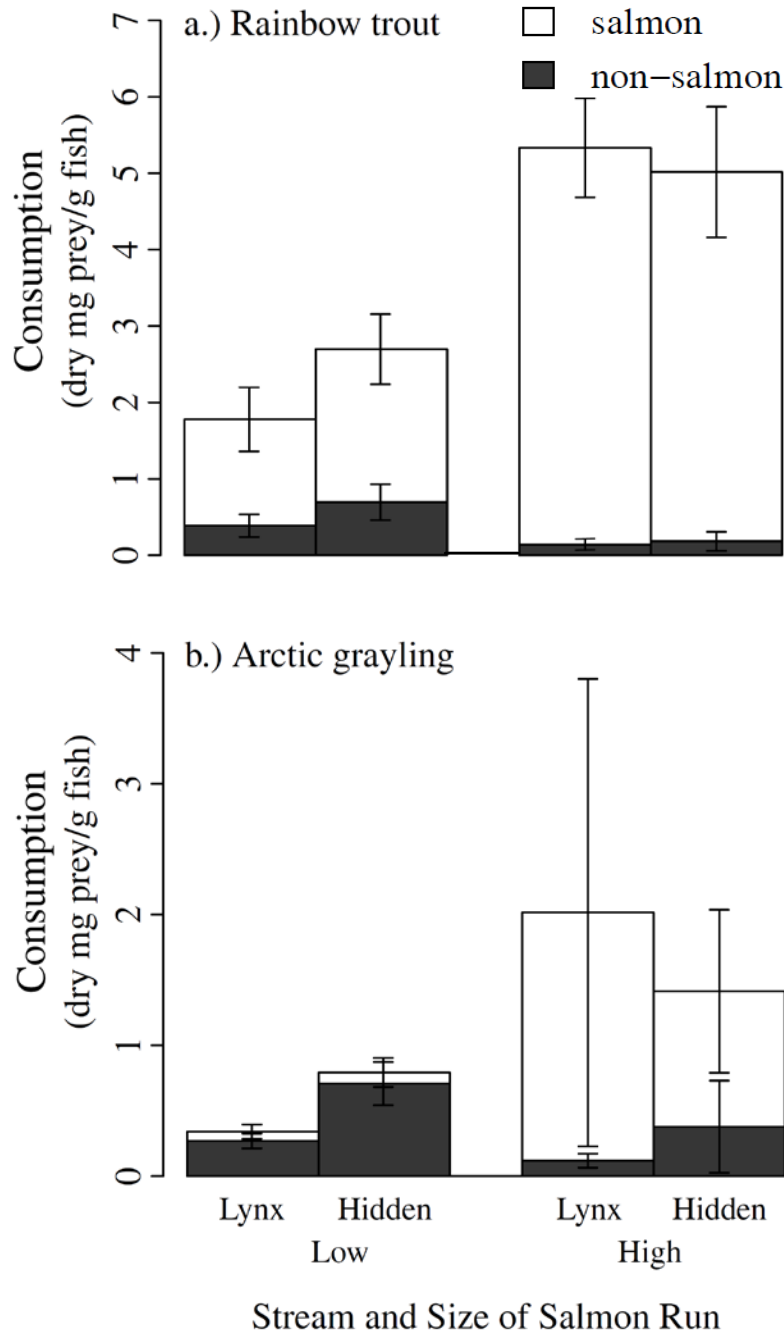 a.) Rainbow trout
salmon
non-salmon
Consumption
(dry mg prey/g fish)
7
6
5
4
3
2
1
0
b.) Arctic grayling
Consumption
(dry mg prey/g fish)
4
3
2
1
0
Lynx Hidden Lynx Hidden
Low High
Stream and Size of Salmon Run